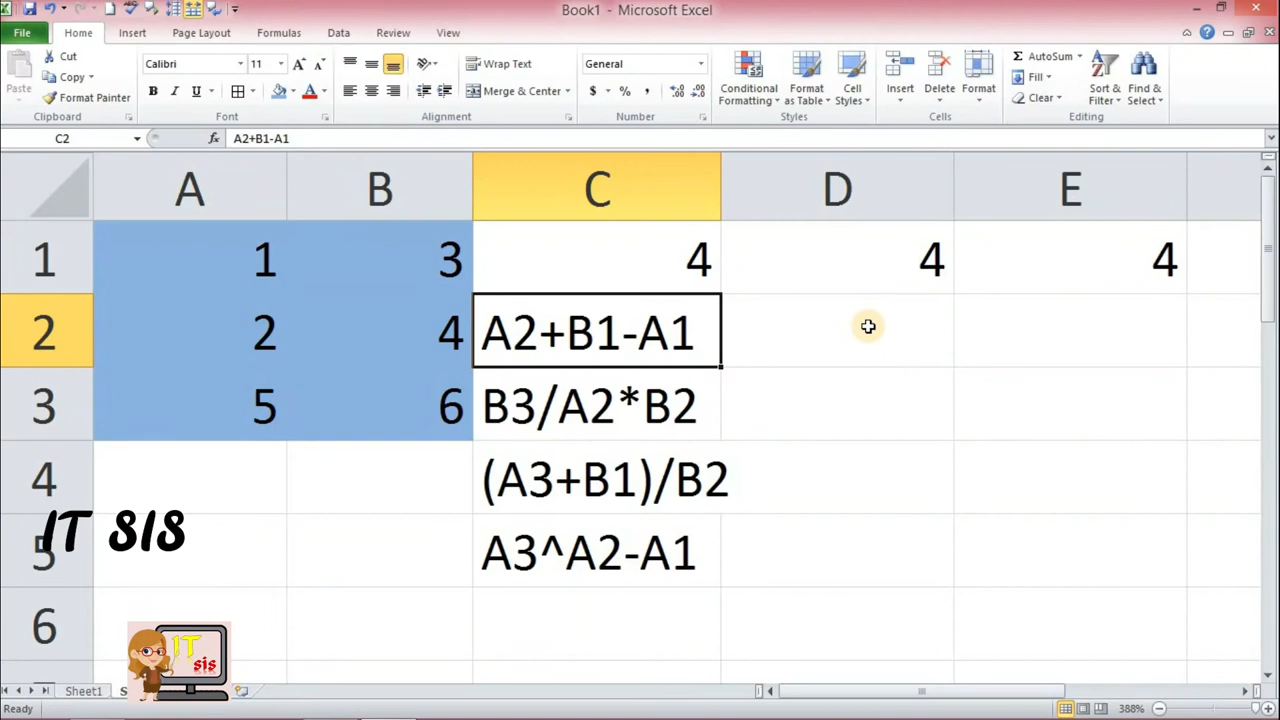 Book1 - Microsoft Excel
File Home Insert Page Layout Formulas Data Review View
Paste
Cut
Copy
Format Painter
Calibri 11
B I U
Wrap Text
Merge & Center
General
$ % ,
Conditional Formatting
Format as Table
Cell Styles
Insert
Delete
Format
AutoSum
Fill
Clear
Sort & Filter
Find & Select
Clipboard Font Alignment Number Styles Cells Editing
C2 fx A2+B1-A1
A B C D E
1 1 3 4 4 4
2 2 4 A2+B1-A1
3 5 6 B3/A2*B2
4 (A3+B1)/B2
5 A3^A2-A1
6
IT SIS
IT
sis
Sheet1
Ready 388%